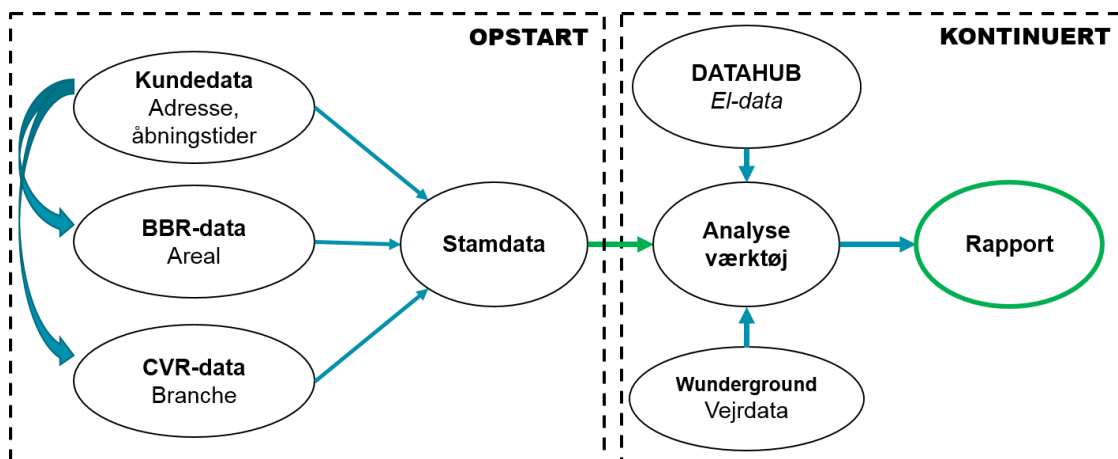 OPSTART
Kundedata
Adresse,
åbningstider
BBR-data
Areal
CVR-data
Branche
Stamdata
KONTINUERT
DATAHUB
El-data
Analyse
værktøj
Wunderground
Vejrdata
Rapport